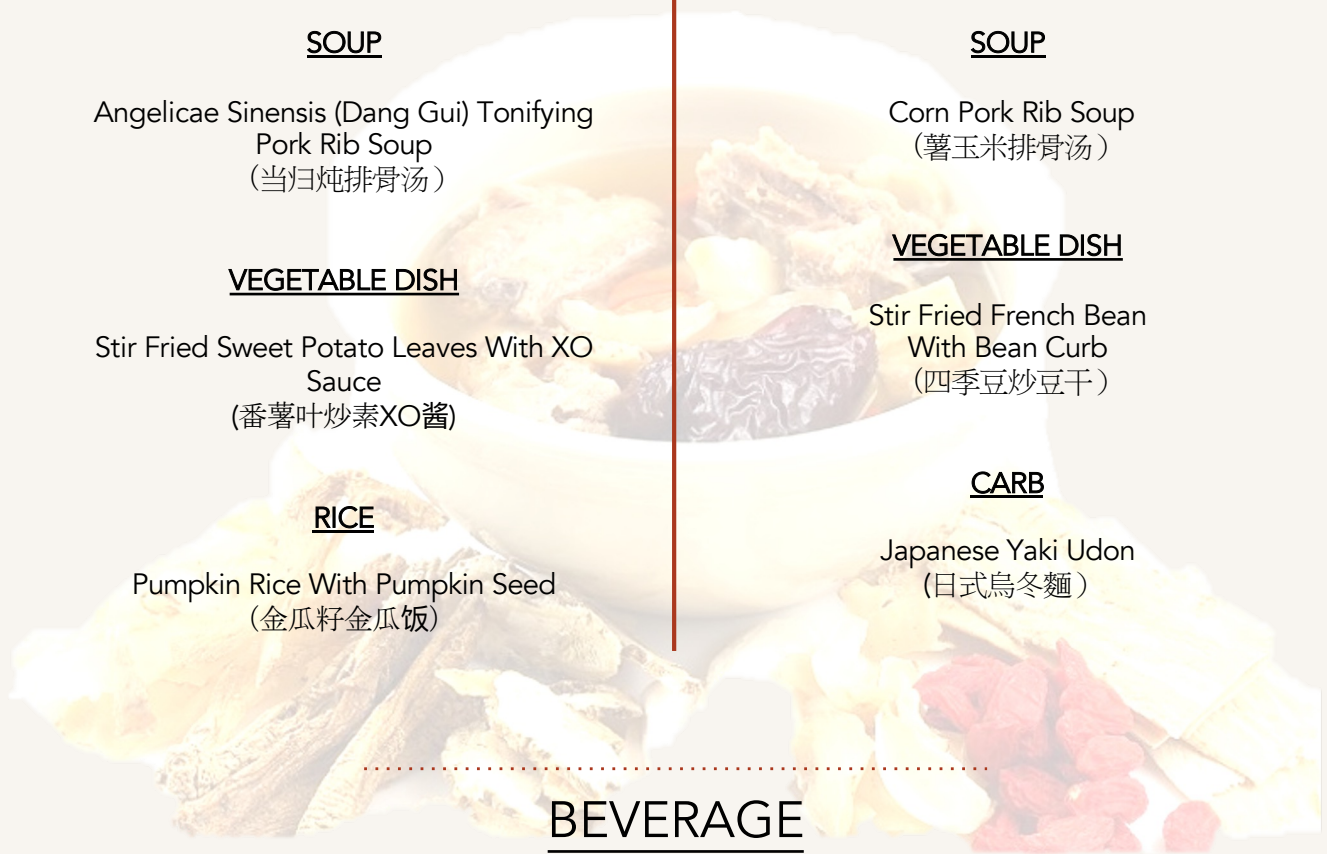 SOUP
Angelicae Sinensis (Dang Gui) Tonifying
Pork Rib Soup
（当归炖排骨汤）
VEGETABLE DISH
Stir Fried Sweet Potato Leaves With XO
Sauce
(番薯叶炒素XO酱)
RICE
Pumpkin Rice With Pumpkin Seed
（金瓜籽金瓜饭）
SOUP
Corn Pork Rib Soup
（薯玉米排骨汤）
VEGETABLE DISH
Stir Fried French Bean
With Bean Curb
（四季豆炒豆干）
CARB
Japanese Yaki Udon
(日式烏冬麵）
BEVERAGE